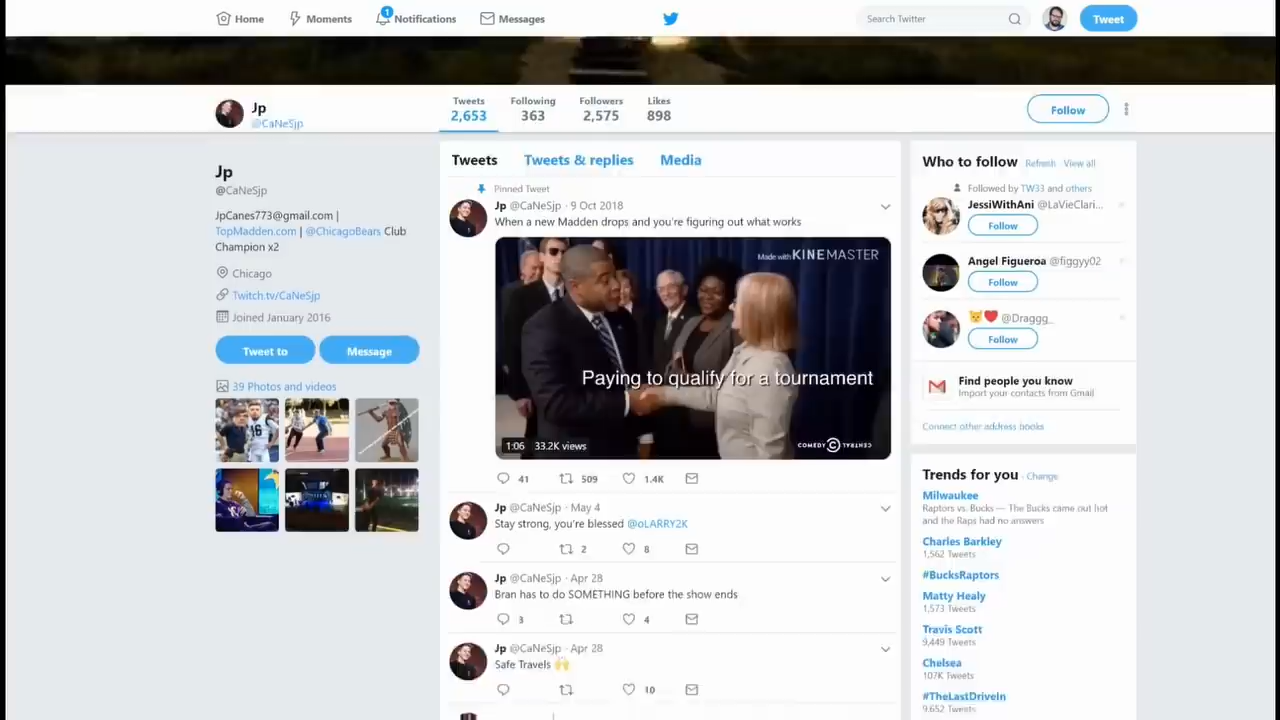 Home
Moments
1
Notifications
Messages
Search Twitter
Tweet
Jp
@CaNeSjp
Tweets
2,653
Following
363
Followers
2,575
Likes
898
Follow
Jp
@CaNeSjp
JpCanes773@gmail.com |
TopMadden.com | @ChicagoBears Club
Champion x2
Chicago
Twitch.tv/CaNeSjp
Joined January 2016
Tweet to
Message
39 Photos and videos
Tweets
Tweets & replies
Media
Pinned Tweet
Jp @CaNeSjp · 9 Oct 2018
When a new Madden drops and you're figuring out what works
Made with KINEMASTER
Paying to qualify for a tournament
1:06 33.2K views
COMEDY CENTRAL
41
509
1.4K
Jp @CaNeSjp · May 4
Stay strong, you're blessed @oLARRY2K
2
8
Jp @CaNeSjp · Apr 28
Bran has to do SOMETHING before the show ends
3
4
Jp @CaNeSjp · Apr 28
Safe Travels 🙌
10
Who to follow · Refresh · View all
Followed by TW33 and others
JessiWithAni @LaVieClari...
Follow
Angel Figueroa @figgyy02
Follow
😺❤️ @Draggg_
Follow
Find people you know
Import your contacts from Gmail
Connect other address books
Trends for you · Change
Milwaukee
Raptors vs. Bucks — The Bucks came out hot
and the Raps had no answers
Charles Barkley
1,562 Tweets
#BucksRaptors
Matty Healy
1,573 Tweets
Travis Scott
9,449 Tweets
Chelsea
107K Tweets
#TheLastDriveIn
9,652 Tweets